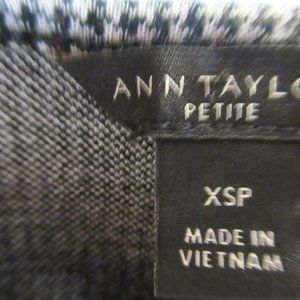 ANN TAYLO
PETITE
XSP
MADE IN
VIETNAM